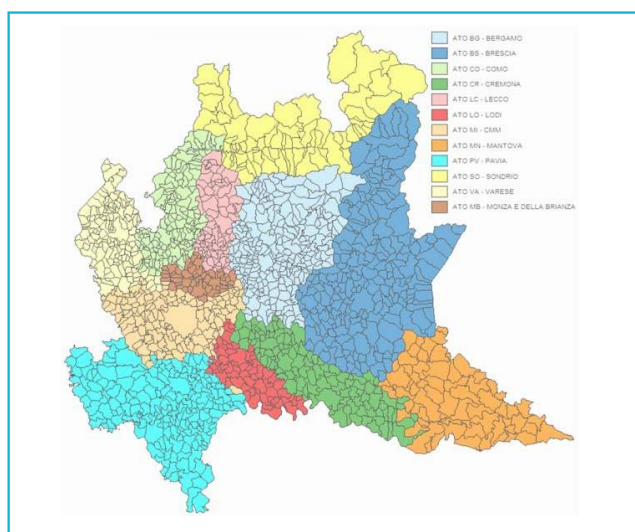 ATO BG - BERGAMO
ATO BS - BRESCIA
ATO CO - COMO
ATO CR - CREMONA
ATO LC - LECCO
ATO LO - LODI
ATO MI - CMM
ATO MN - MANTOVA
ATO PV - PAVIA
ATO SO - SONDRIO
ATO VA - VARESE
ATO MB - MONZA E DELLA BRIANZA